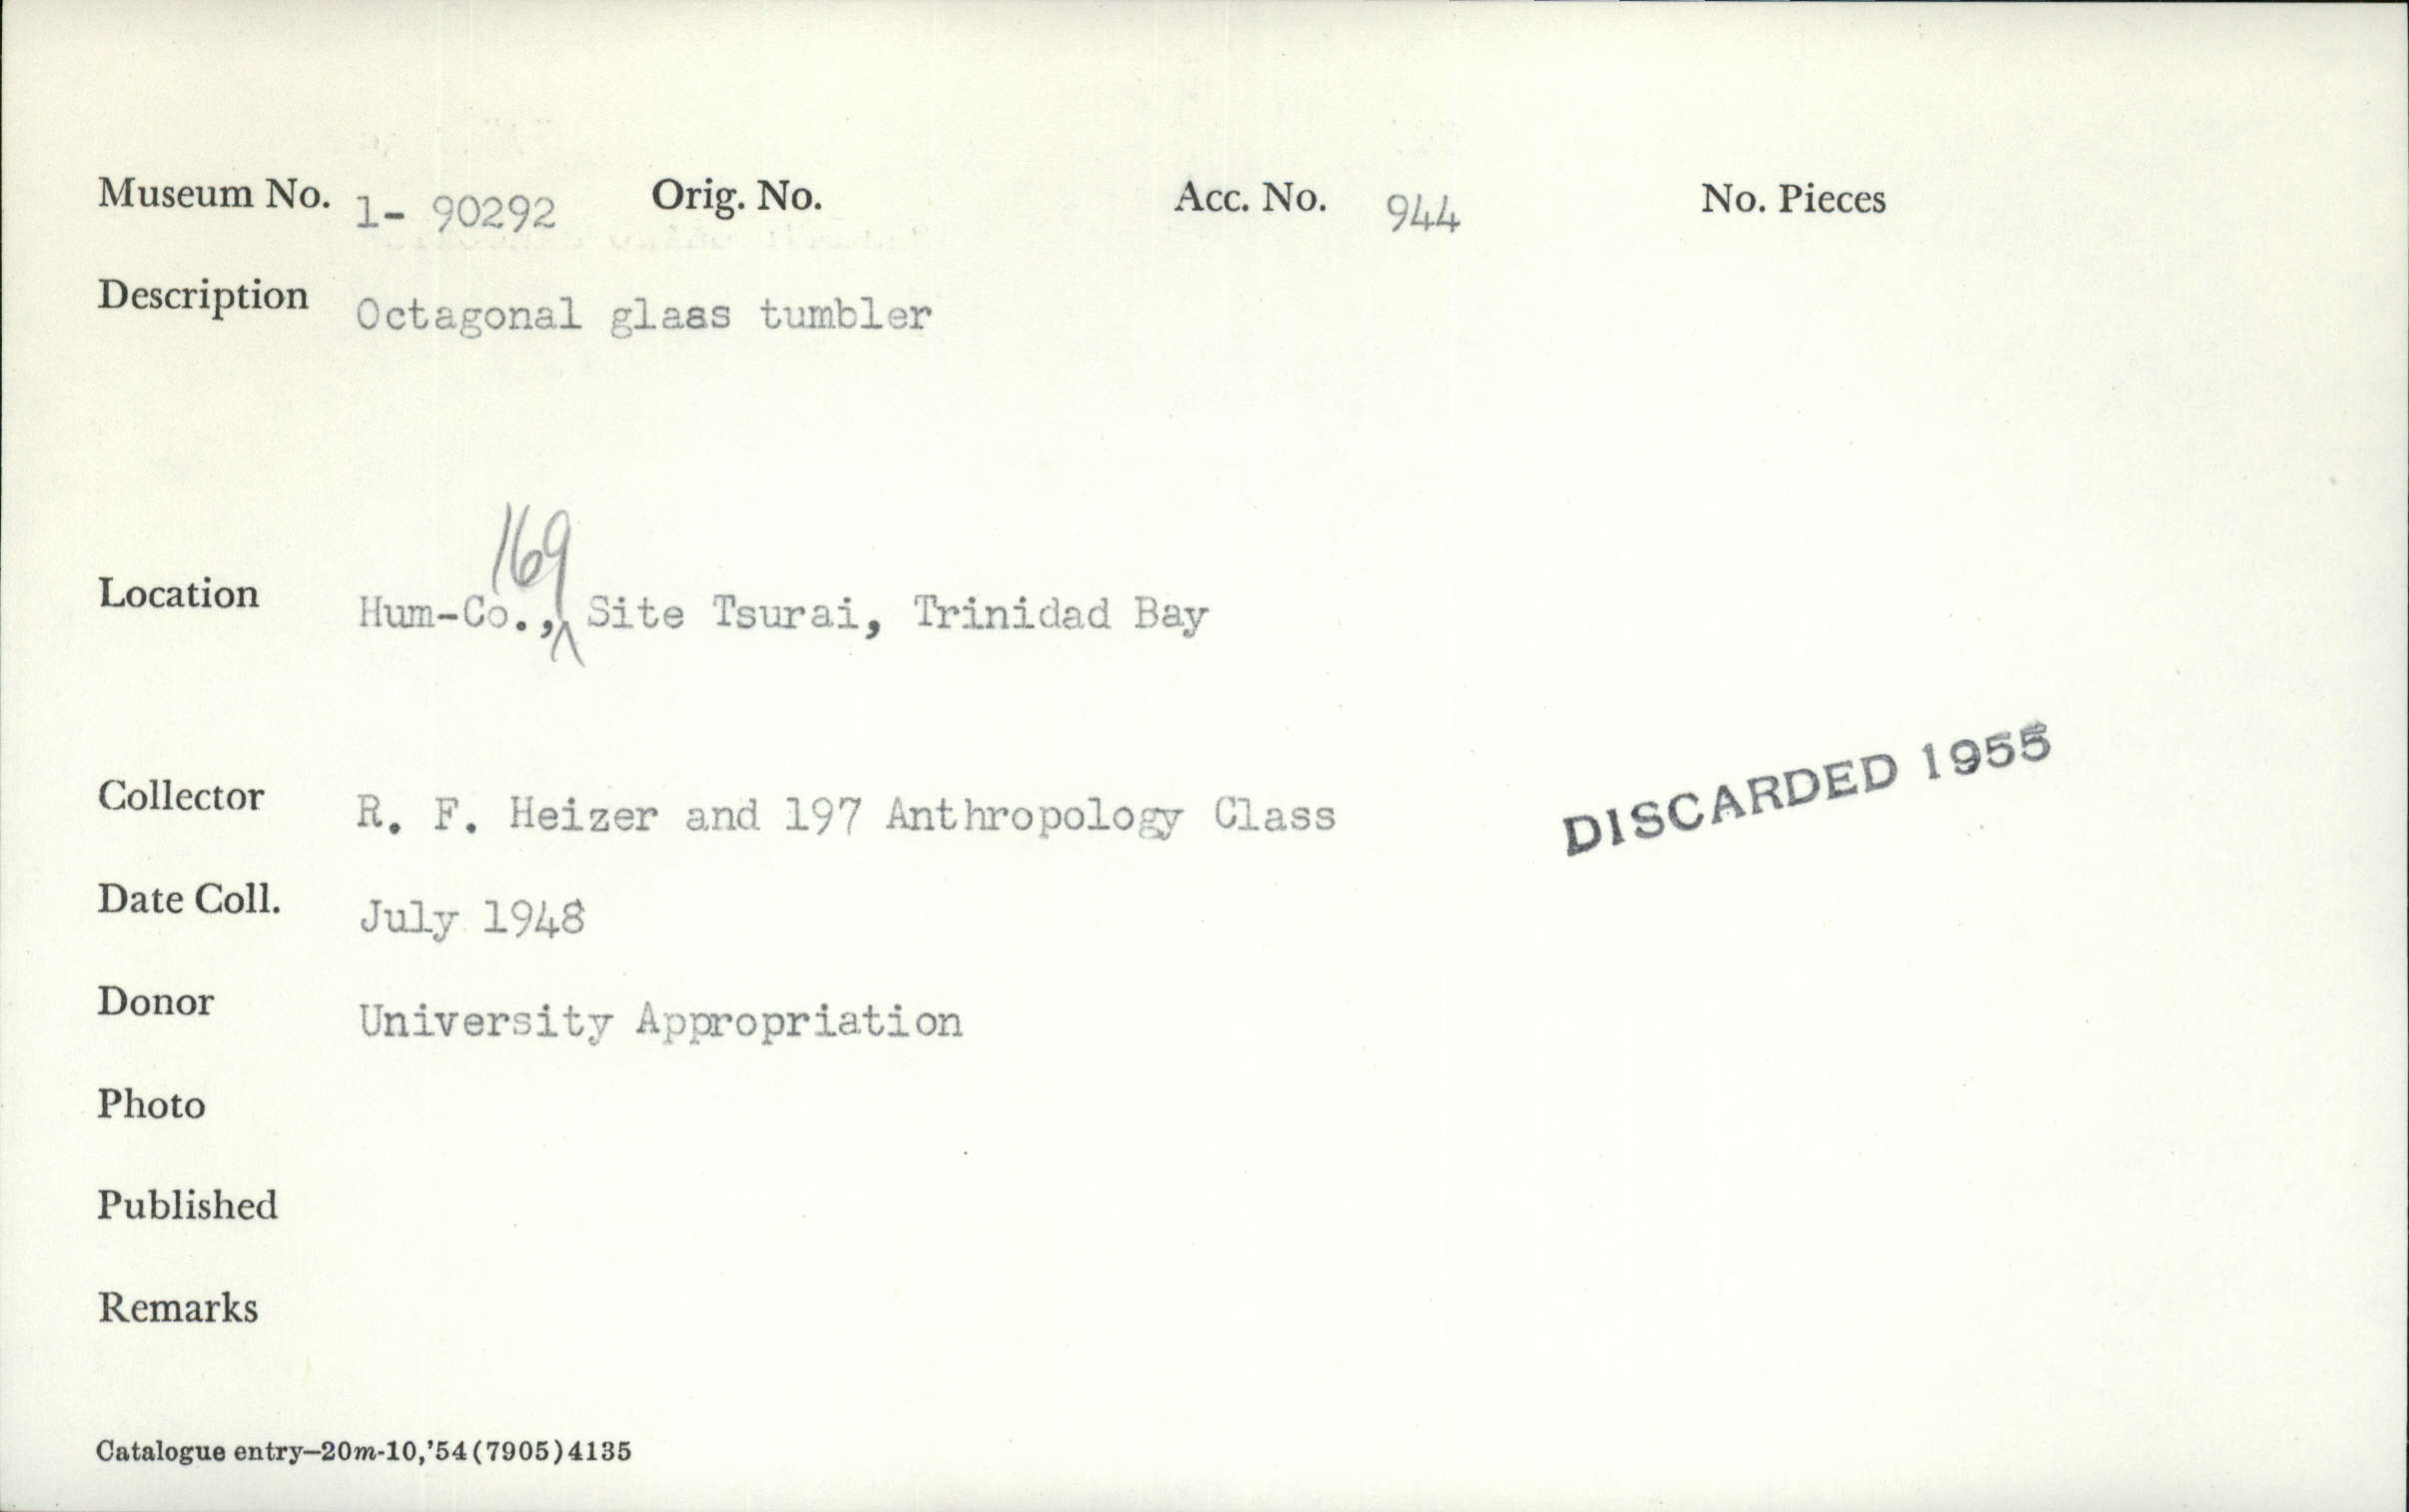 Museum No. 1- 90292 Orig. No. Acc. No. 944 No. Pieces
Description Octagonal glass tumbler
169
Location Hum-Co., Site Tsurai, Trinidad Bay
DISCARDED 1955
Collector R. F. Heizer and 197 Anthropology Class
Date Coll. July 1948
Donor University Appropriation
Photo
Published
Remarks
Catalogue entry—20m-10,'54(7905)4135